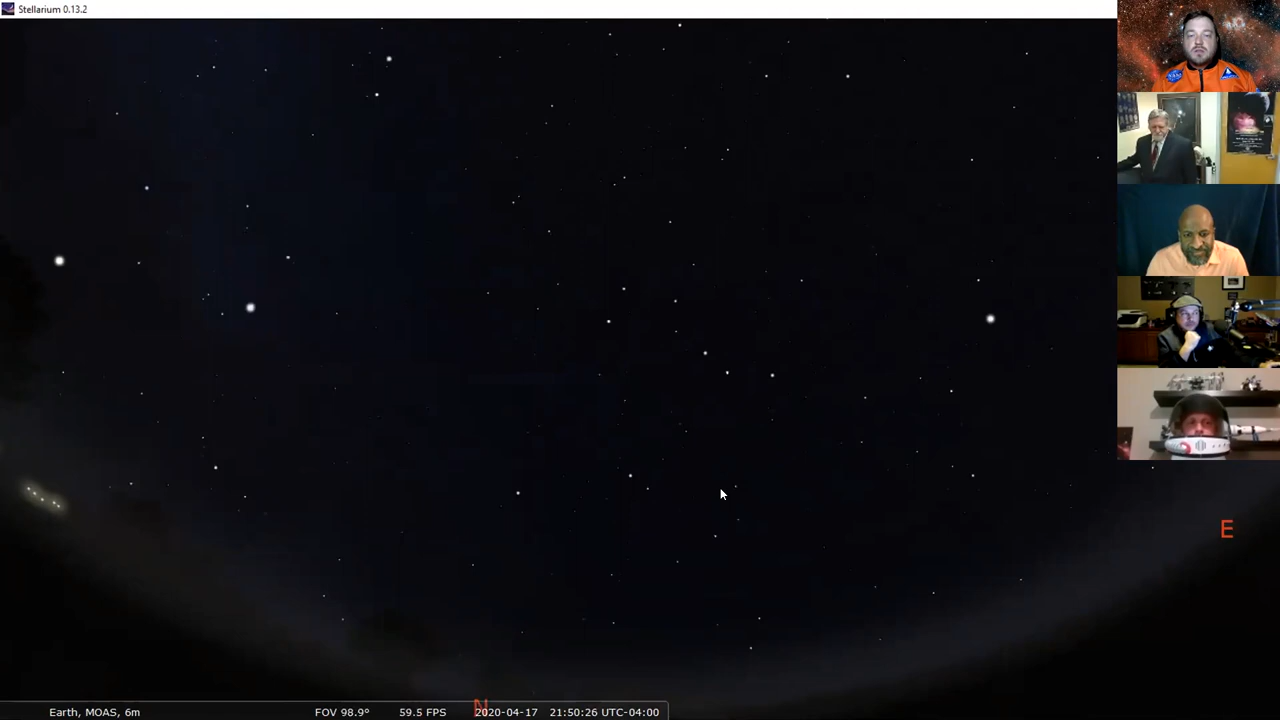 Stellarium 0.13.2
NASA
E
N
Earth, MOAS, 6m FOV 98.9° 59.5 FPS 2020-04-17 21:50:26 UTC-04:00